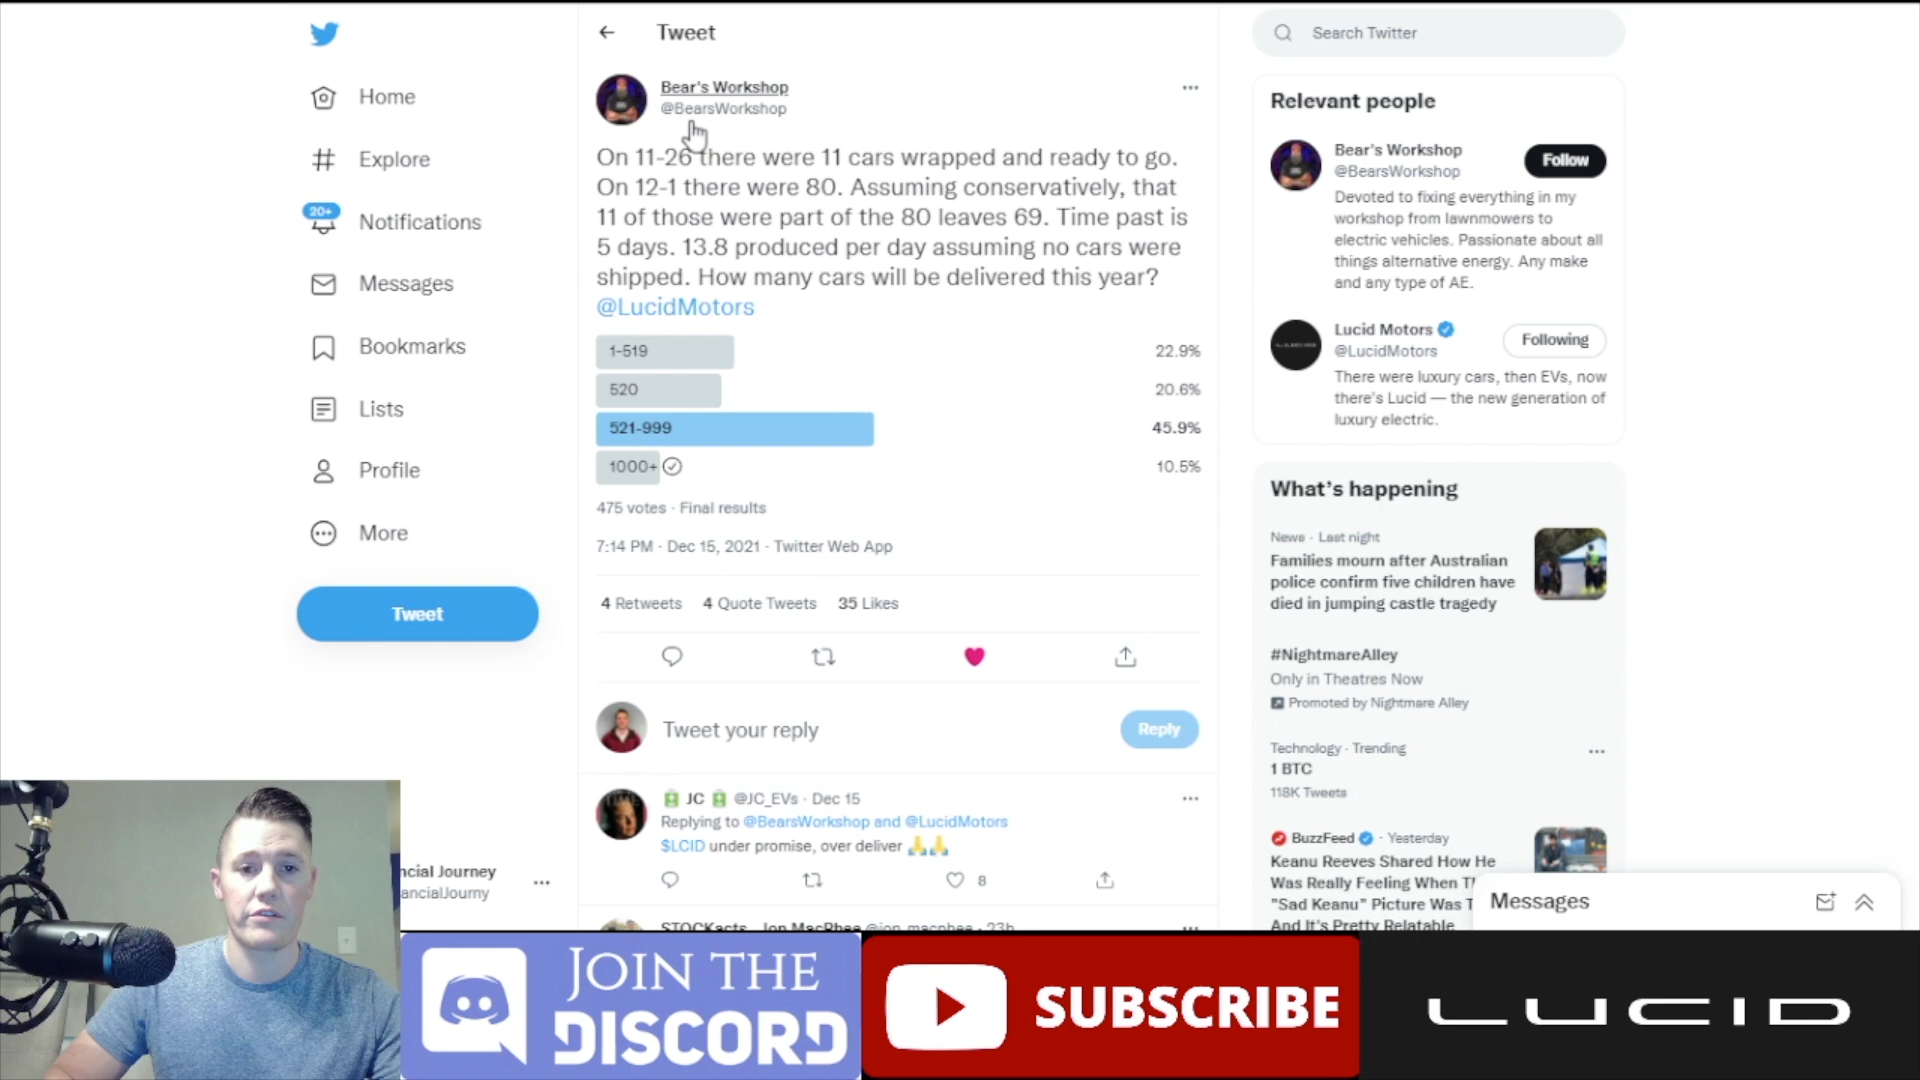 Tweet
Search Twitter
Home
Explore
20+
Notifications
Messages
Bookmarks
Lists
Profile
More
Tweet
ncial Journey
ancialJourny
Bear's Workshop
@BearsWorkshop
On 11-26 there were 11 cars wrapped and ready to go.
On 12-1 there were 80. Assuming conservatively, that
11 of those were part of the 80 leaves 69. Time past is
5 days. 13.8 produced per day assuming no cars were
shipped. How many cars will be delivered this year?
@LucidMotors
1-519 22.9%
520 20.6%
521-999 45.9%
1000+ 10.5%
475 votes · Final results
7:14 PM · Dec 15, 2021 · Twitter Web App
4 Retweets 4 Quote Tweets 35 Likes
Tweet your reply
Reply
JC @JC_EVs · Dec 15
Replying to @BearsWorkshop and @LucidMotors
$LCID under promise, over deliver
8
STOCKacts Jon MacPhee @jon_macphee · 23h
Relevant people
Bear's Workshop
@BearsWorkshop
Follow
Devoted to fixing everything in my
workshop from lawnmowers to
electric vehicles. Passionate about all
things alternative energy. Any make
and any type of AE.
Lucid Motors
@LucidMotors
Following
There were luxury cars, then EVs, now
there's Lucid — the new generation of
luxury electric.
What's happening
News · Last night
Families mourn after Australian
police confirm five children have
died in jumping castle tragedy
#NightmareAlley
Only in Theatres Now
Promoted by Nightmare Alley
Technology · Trending
1 BTC
118K Tweets
BuzzFeed · Yesterday
Keanu Reeves Shared How He
Was Really Feeling When
"Sad Keanu" Picture Was
And It's Pretty Relatable
Messages
JOIN THE
DISCORD
SUBSCRIBE
LUCID